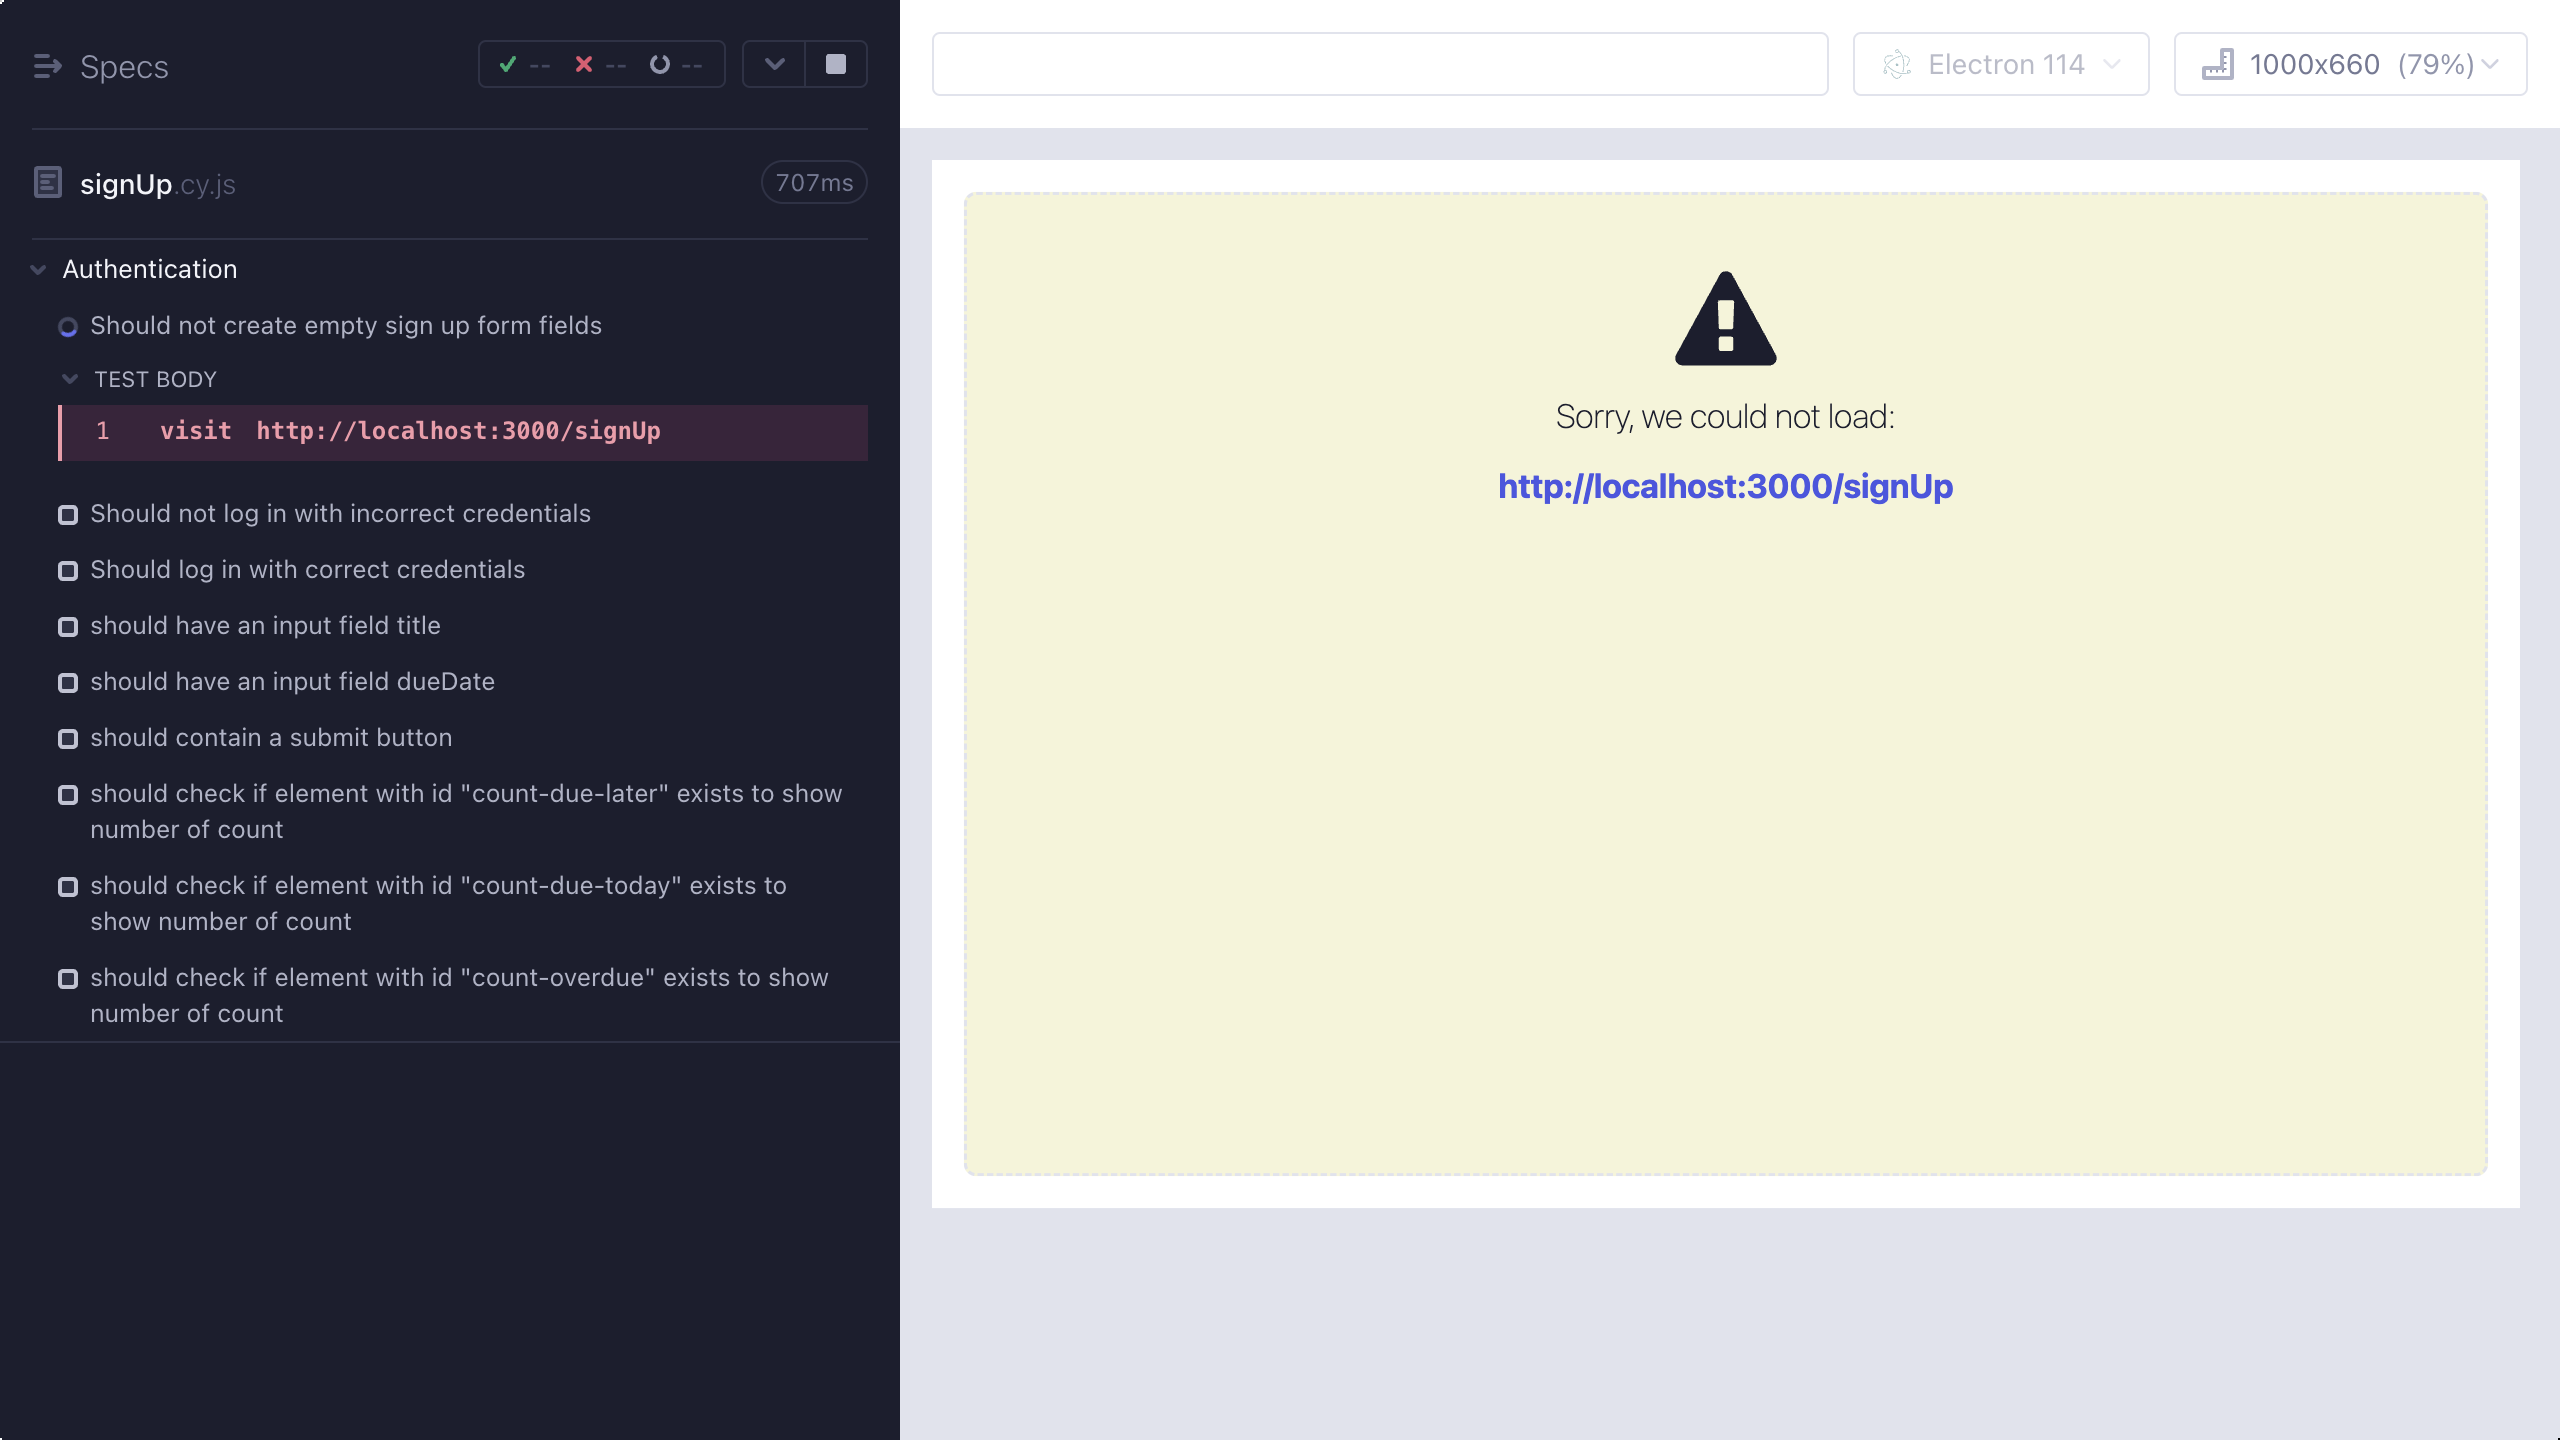 Specs
-- -- --
signUp.cy.js
707ms
Authentication
Should not create empty sign up form fields
TEST BODY
1 visit http://localhost:3000/signUp
Should not log in with incorrect credentials
Should log in with correct credentials
should have an input field title
should have an input field dueDate
should contain a submit button
should check if element with id "count-due-later" exists to show
number of count
should check if element with id "count-due-today" exists to
show number of count
should check if element with id "count-overdue" exists to show
number of count
Electron 114
1000x660 (79%)
Sorry, we could not load:
http://localhost:3000/signUp